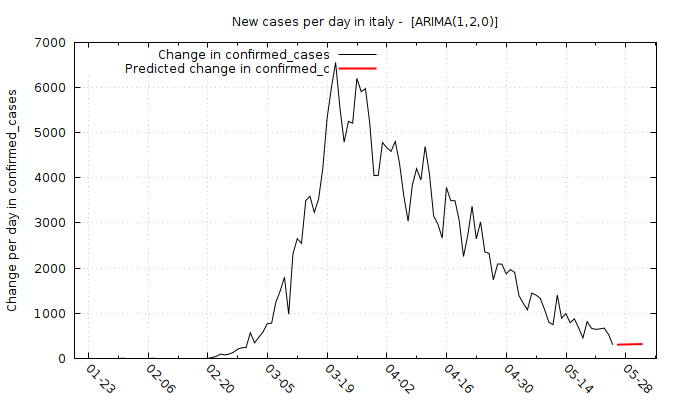 New cases per day in italy - [ARIMA(1,2,0)]
Change in confirmed_cases
Predicted change in confirmed_c
Change per day in confirmed_cases
7000
6000
5000
4000
3000
2000
1000
0
01-23 02-06 02-20 03-05 03-19 04-02 04-16 04-30 05-14 05-28